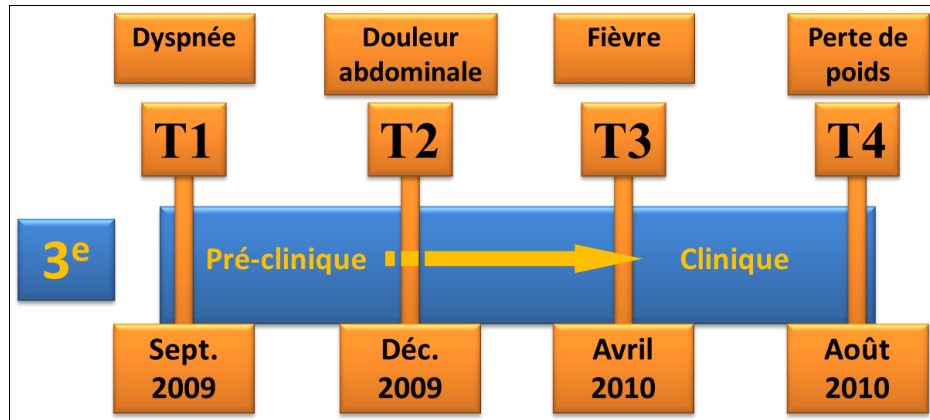 Dyspnée
Douleur
abdominale
Fièvre
Perte de
poids
T1
T2
T3
T4
3e
Pré-clinique
Clinique
Sept.
2009
Déc.
2009
Avril
2010
Août
2010